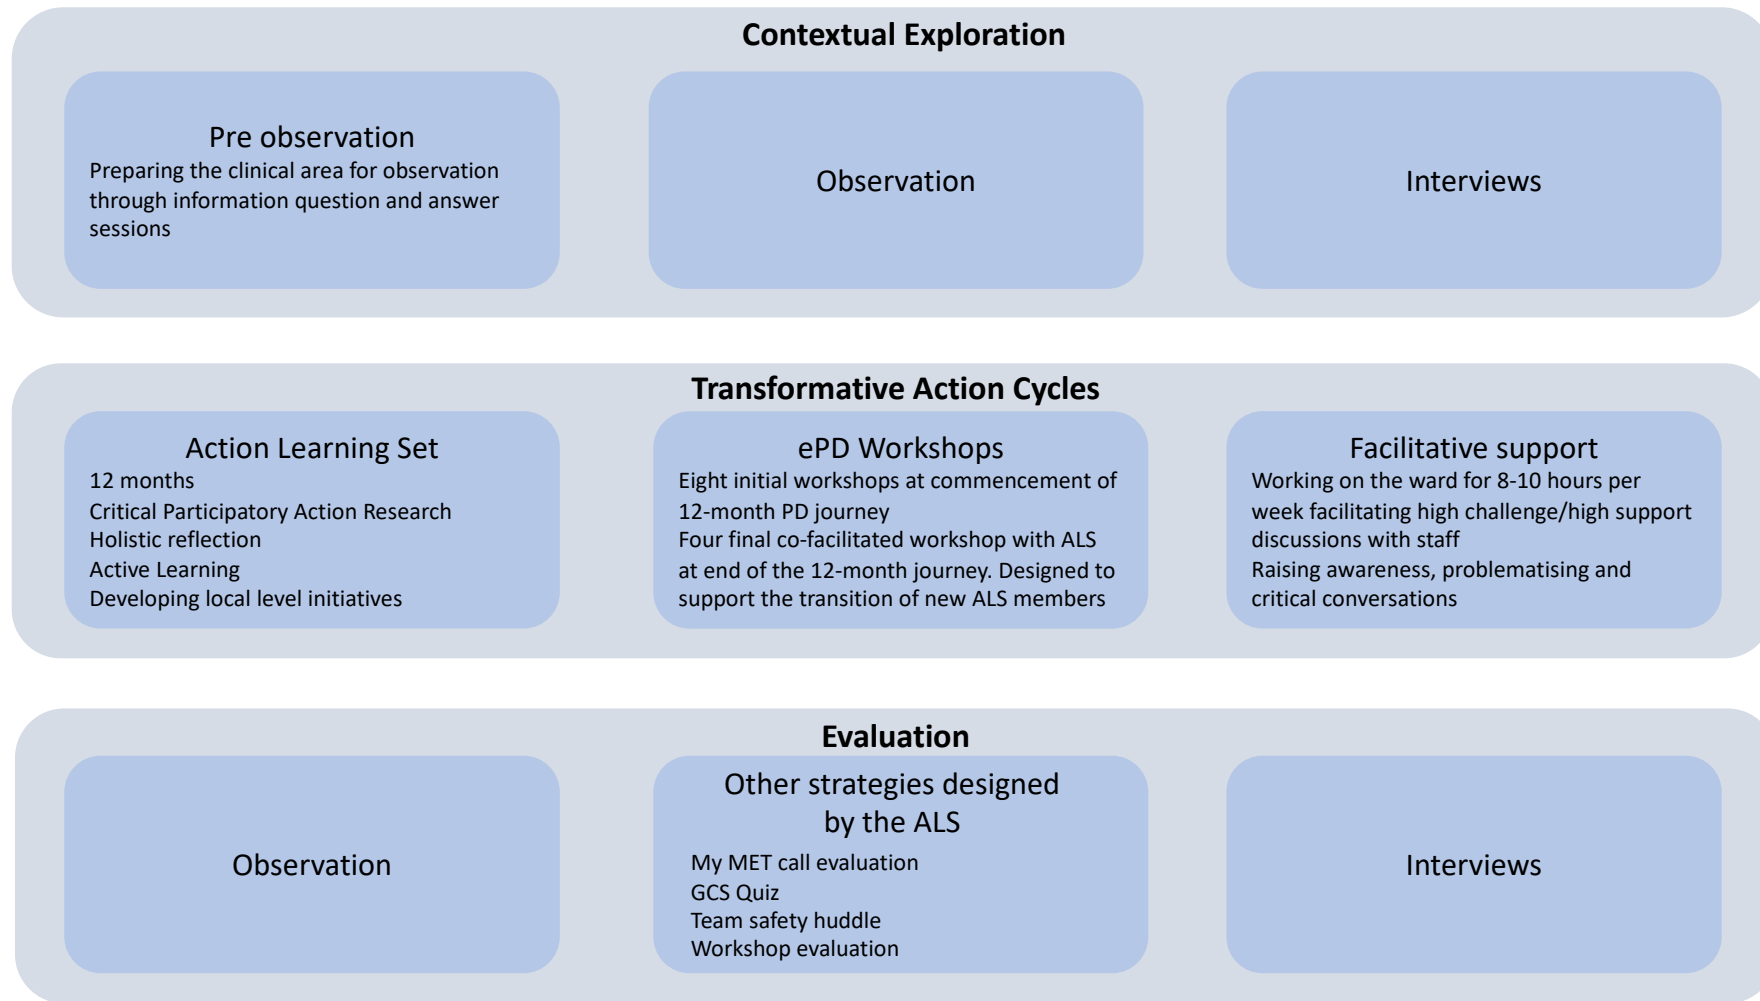 Contextual Exploration
Pre observation
Preparing the clinical area for observation
through information question and answer
sessions
Observation
Interviews
Transformative Action Cycles
Action Learning Set
12 months
Critical Participatory Action Research
Holistic reflection
Active Learning
Developing local level initiatives
ePD Workshops
Eight initial workshops at commencement of
12-month PD journey
Four final co-facilitated workshop with ALS
at end of the 12-month journey. Designed to
support the transition of new ALS members
Facilitative support
Working on the ward for 8-10 hours per
week facilitating high challenge/high support
discussions with staff
Raising awareness, problematising and
critical conversations
Evaluation
Observation
Other strategies designed
by the ALS
My MET call evaluation
GCS Quiz
Team safety huddle
Workshop evaluation
Interviews